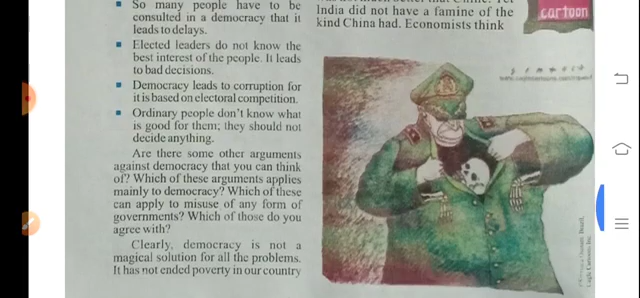 So many people have to be
consulted in a democracy that it
leads to delays.
Elected leaders do not know the
best interest of the people. It leads
to bad decisions.
Democracy leads to corruption for
it is based on electoral competition.
Ordinary people don't know what
is good for them; they should not
decide anything.
Are there some other arguments
against democracy that you can think
of? Which of these arguments applies
mainly to democracy? Which of these
can apply to misuse of any form of
governments? Which of those do you
agree with?
Clearly, democracy is not a
magical solution for all the problems.
It has not ended poverty in our country
India did not have a famine of the
kind China had. Economists think
cartoon
Cagle Cartoons Inc.